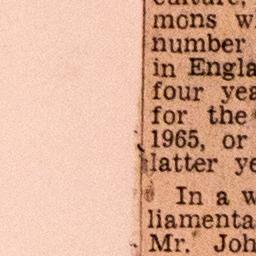 culture,
mons w
number
in Engla
four yea
for the
1965, or
latter ye
In a w
liamenta
Mr. Joh